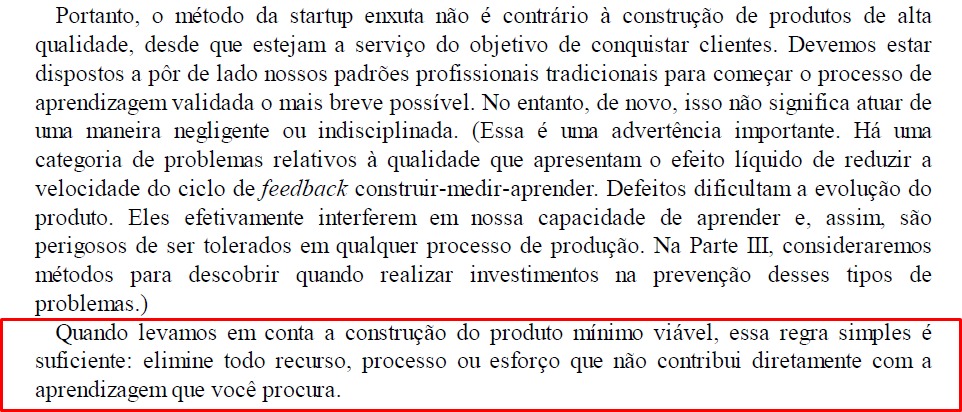 Portanto, o método da startup enxuta não é contrário à construção de produtos de alta
qualidade, desde que estejam a serviço do objetivo de conquistar clientes. Devemos estar
dispostos a pôr de lado nossos padrões profissionais tradicionais para começar o processo de
aprendizagem validada o mais breve possível. No entanto, de novo, isso não significa atuar de
uma maneira negligente ou indisciplinada. (Essa é uma advertência importante. Há uma
categoria de problemas relativos à qualidade que apresentam o efeito líquido de reduzir a
velocidade do ciclo de feedback construir-medir-aprender. Defeitos dificultam a evolução do
produto. Eles efetivamente interferem em nossa capacidade de aprender e, assim, são
perigosos de ser tolerados em qualquer processo de produção. Na Parte III, consideraremos
métodos para descobrir quando realizar investimentos na prevenção desses tipos de
problemas.)
Quando levamos em conta a construção do produto mínimo viável, essa regra simples é
suficiente: elimine todo recurso, processo ou esforço que não contribui diretamente com a
aprendizagem que você procura.